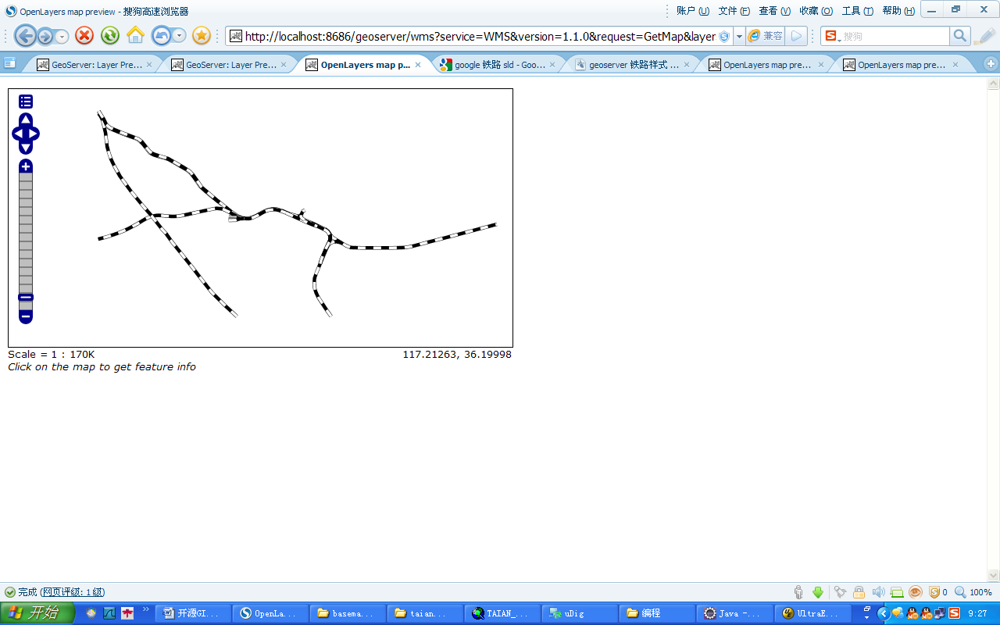 OpenLayers map preview - 搜狗高速浏览器
账户 (U) 文件 (F) 查看 (V) 收藏 (O) 工具 (T) 帮助 (H)
http://localhost:8686/geoserver/wms?service=WMS&version=1.1.0&request=GetMap&layer
兼容
搜狗
GeoServer: Layer Pre...
GeoServer: Layer Pre...
OpenLayers map p...
google 铁路 sld - Goo...
geoserver 铁路样式 ...
OpenLayers map pre...
OpenLayers map pre...
Scale = 1 : 170K
117.21263, 36.19998
Click on the map to get feature info
完成 (网页评级: 1级)
0
100%
开始
开源GI...
OpenLa...
basema...
taian...
TAIAN_...
uDig
编程
Java -...
UltraE...
9:27